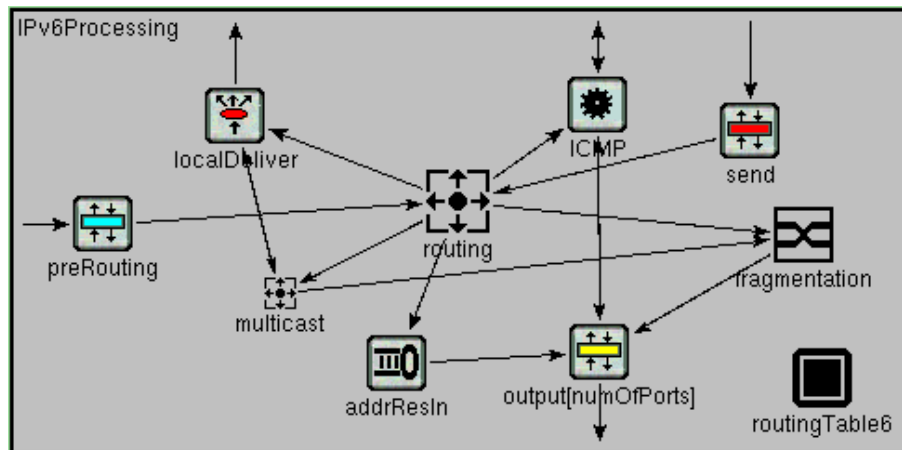 IPv6Processing
localDeliver
ICMP
send
preRouting
routing
fragmentation
multicast
addrResIn
output[numOfPorts]
routingTable6